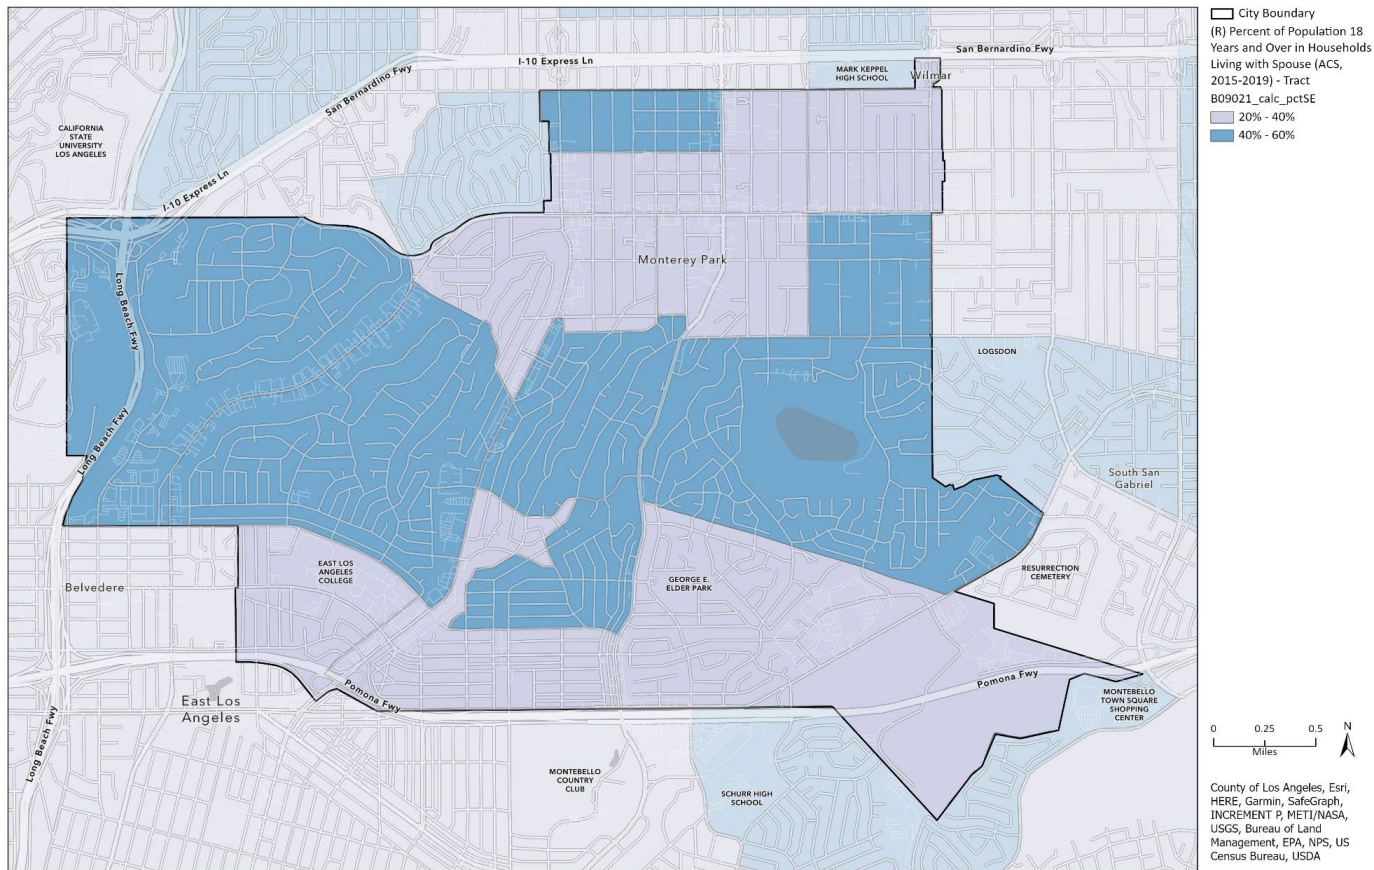 San Bernardino Fwy
I-10 Express Ln
MARK KEPPEL
HIGH SCHOOL
Wilmar
San Bernardino Fwy
CALIFORNIA
STATE
UNIVERSITY
LOS ANGELES
I-10 Express Ln
Monterey Park
Long Beach Fwy
LOGSDON
Long Beach Fwy
South San
Gabriel
EAST LOS
ANGELES
COLLEGE
Belvedere
GEORGE E.
ELDER PARK
RESURRECTION
CEMETERY
Pomona Fwy
Pomona Fwy
East Los
Angeles
MONTEBELLO
TOWN SQUARE
SHOPPING
CENTER
Long Beach Fwy
MONTEBELLO
COUNTRY
CLUB
SCHURR HIGH
SCHOOL
City Boundary
(R) Percent of Population 18
Years and Over in Households
Living with Spouse (ACS,
2015-2019) - Tract
B09021_calc_pctSE
20% - 40%
40% - 60%
0 0.25 0.5
Miles
N
County of Los Angeles, Esri,
HERE, Garmin, SafeGraph,
INCREMENT P, METI/NASA,
USGS, Bureau of Land
Management, EPA, NPS, US
Census Bureau, USDA